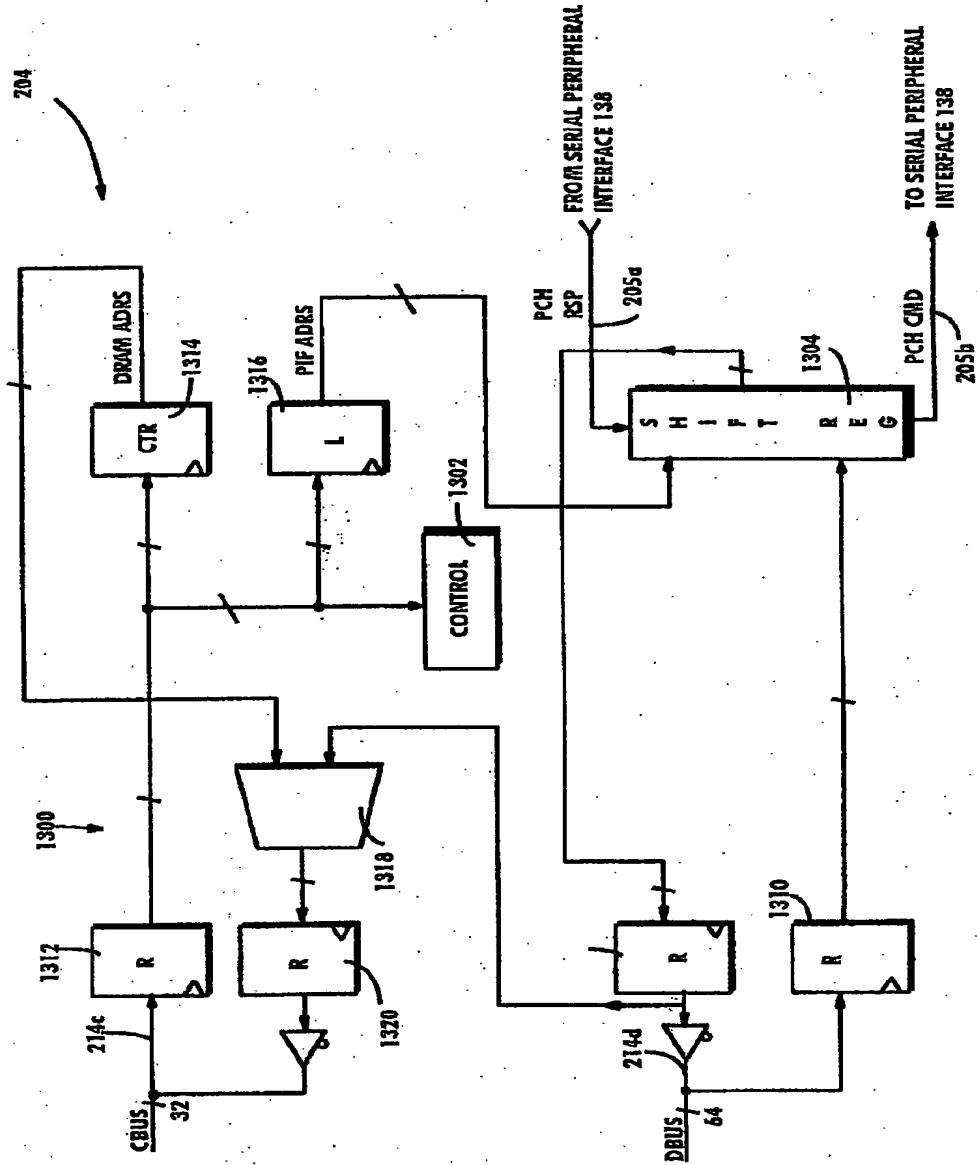 204
1300
CBUS
32
214c
1312
R
CTR
1314
DRAM ADRS
R
1320
1318
L
1316
PIF ADRS
CONTROL
1302
DBUS
64
214d
R
R
1310
SHIFT REG
1304
PCH
RSP
205a
FROM SERIAL PERIPHERAL
INTERFACE 138
PCH CMD
205b
TO SERIAL PERIPHERAL
INTERFACE 138